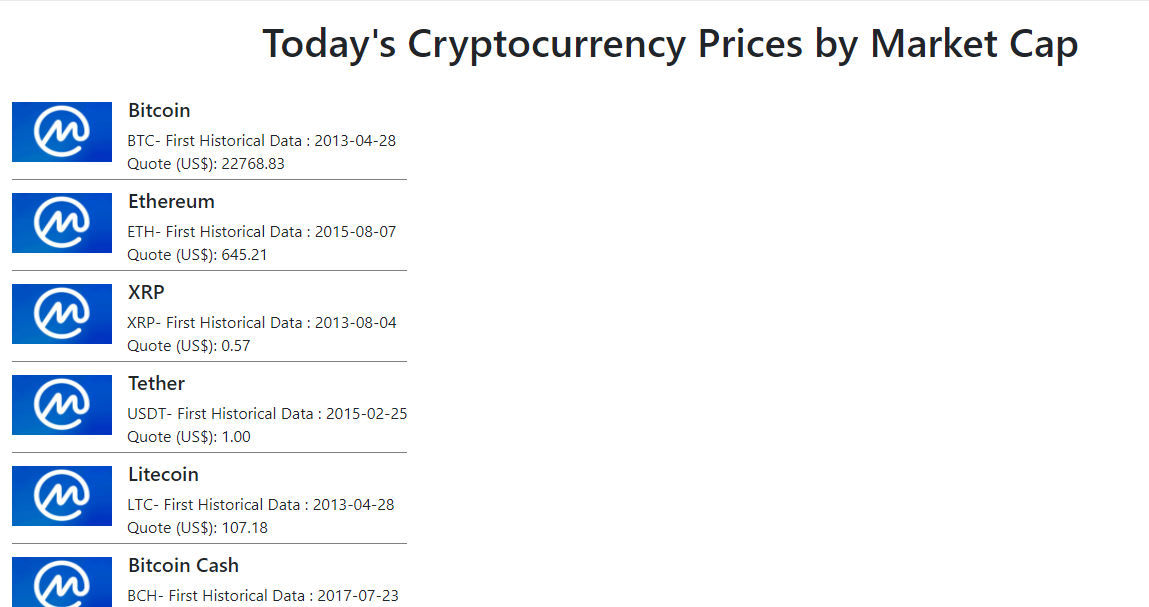 Today's Cryptocurrency Prices by Market Cap
Bitcoin
BTC- First Historical Data : 2013-04-28
Quote (US$): 22768.83
Ethereum
ETH- First Historical Data : 2015-08-07
Quote (US$): 645.21
XRP
XRP- First Historical Data : 2013-08-04
Quote (US$): 0.57
Tether
USDT- First Historical Data : 2015-02-25
Quote (US$): 1.00
Litecoin
LTC- First Historical Data : 2013-04-28
Quote (US$): 107.18
Bitcoin Cash
BCH- First Historical Data : 2017-07-23